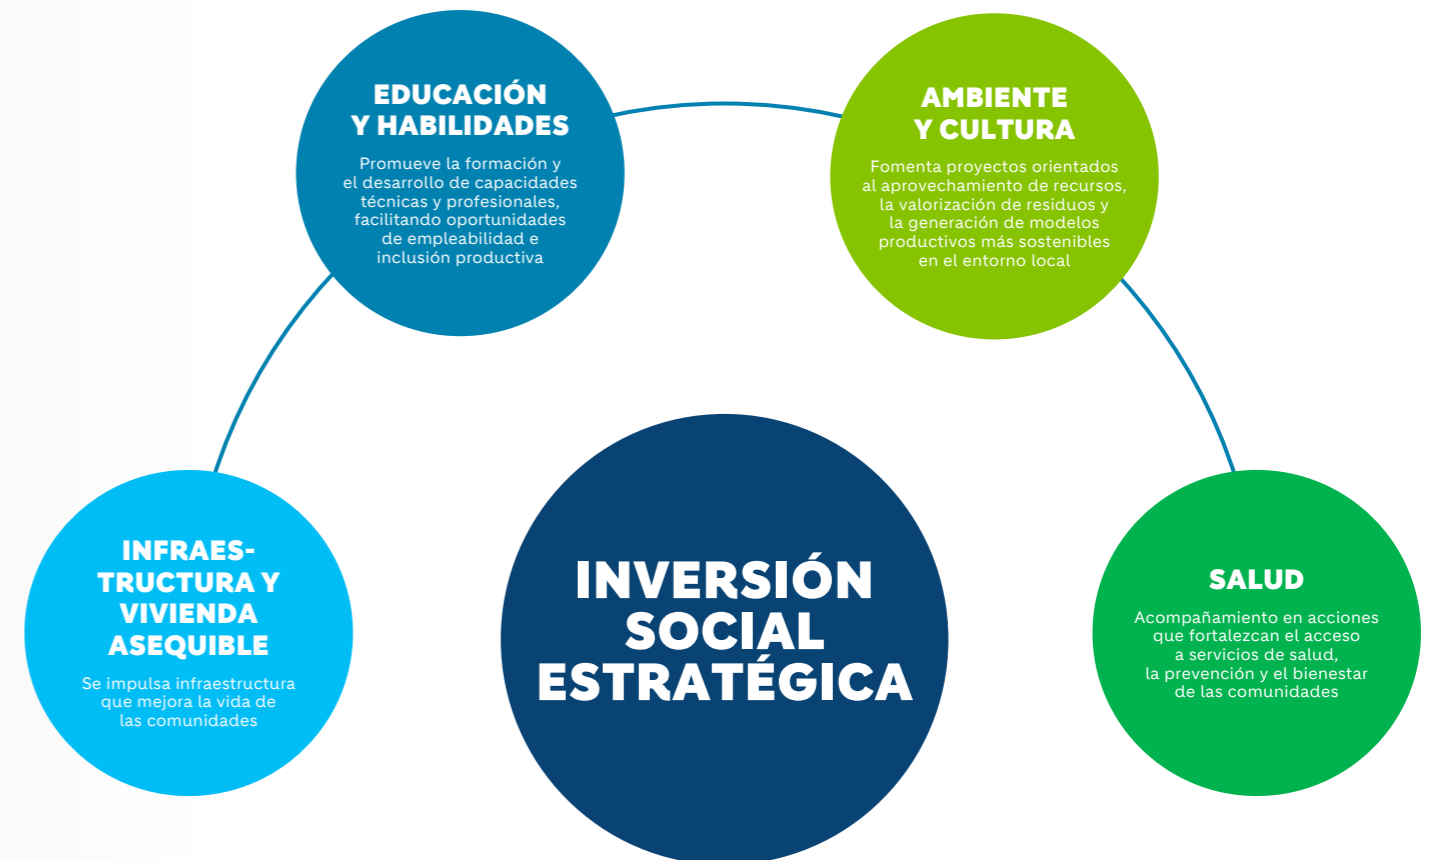 EDUCACIÓN
Y HABILIDADES
Promueve la formación y
el desarrollo de capacidades
técnicas y profesionales,
facilitando oportunidades
de empleabilidad e
inclusión productiva
AMBIENTE
Y CULTURA
Fomenta proyectos orientados
al aprovechamiento de recursos,
la valorización de residuos y
la generación de modelos
productivos más sostenibles
en el entorno local
INFRAES-
TRUCTURA Y
VIVIENDA
ASEQUIBLE
Se impulsa infraestructura
que mejora la vida de
las comunidades
INVERSIÓN
SOCIAL
ESTRATÉGICA
SALUD
Acompañamiento en acciones
que fortalezcan el acceso
a servicios de salud,
la prevención y el bienestar
de las comunidades